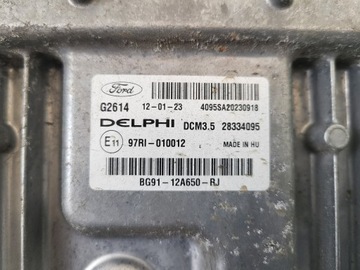 Ford
G2614 12-01-23 4095SA20230918
DELPHI DCM3.5 28334095
E11 97RI-010012 MADE IN HU
BG91-12A650-RJ